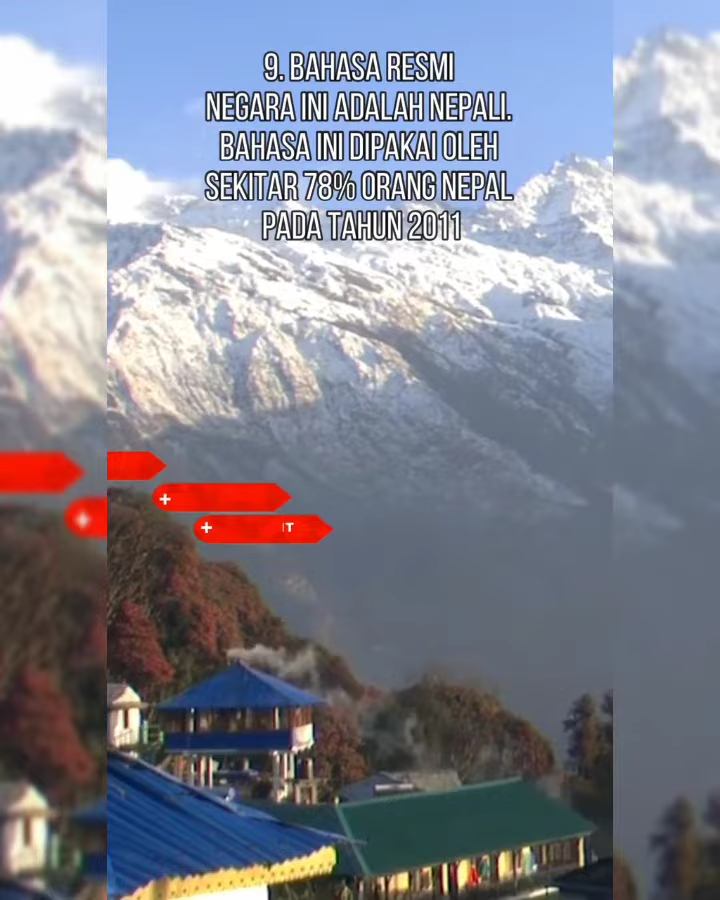 9. BAHASA RESMI
NEGARA INI ADALAH NEPALI.
BAHASA INI DIPAKAI OLEH
SEKITAR 78% ORANG NEPAL
PADA TAHUN 2011